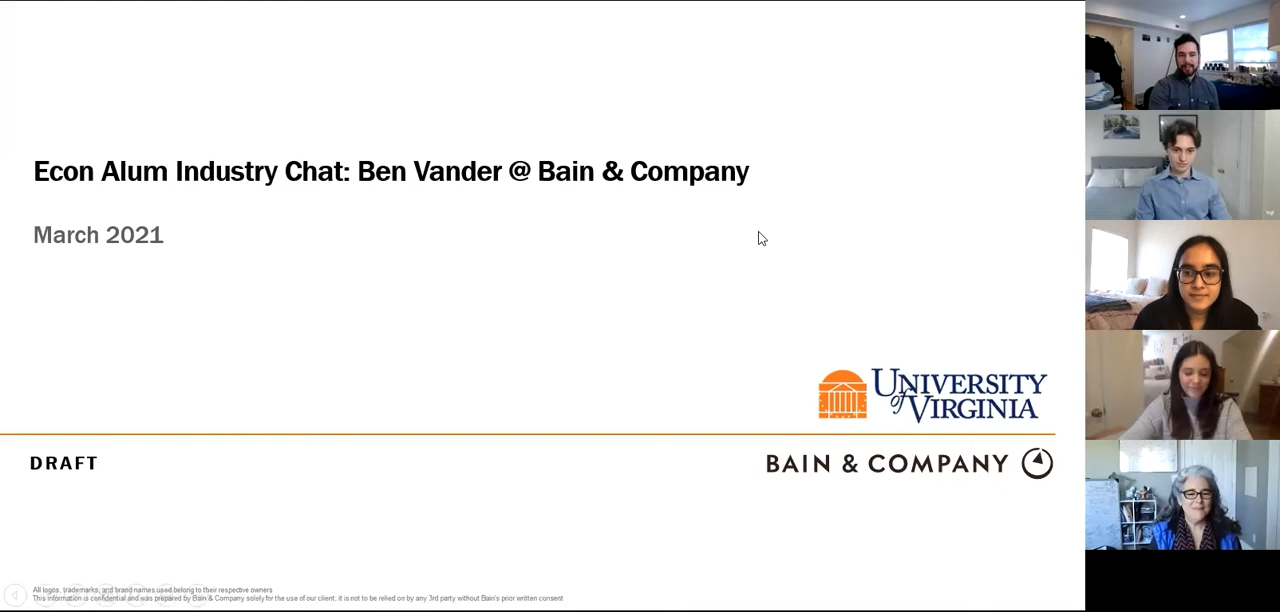 Econ Alum Industry Chat: Ben Vander @ Bain & Company
March 2021
UNIVERSITY
of VIRGINIA
DRAFT
BAIN & COMPANY
All logos, trademarks, and brand names used belong to their respective owners
This information is confidential and was prepared by Bain & Company solely for the use of our client; it is not to be relied on by any 3rd party without Bain's prior written consent